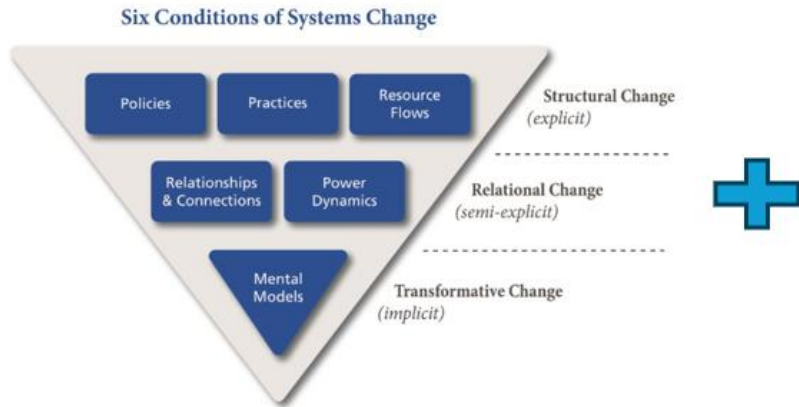 Six Conditions of Systems Change
Policies
Practices
Resource
Flows
Structural Change
(explicit)
Relationships
& Connections
Power
Dynamics
Relational Change
(semi-explicit)
Mental
Models
Transformative Change
(implicit)